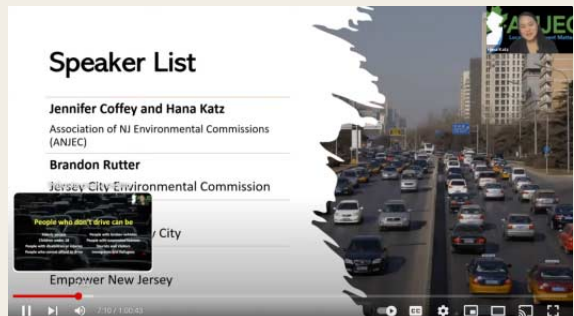 ANJEC
Speaker List
Jennifer Coffey and Hana Katz
Association of NJ Environmental Commissions
(ANJEC)
Brandon Rutter
Jersey City Environmental Commission
People who don't drive can be
City
Empower New Jersey
7:10 / 1:00:43
CC